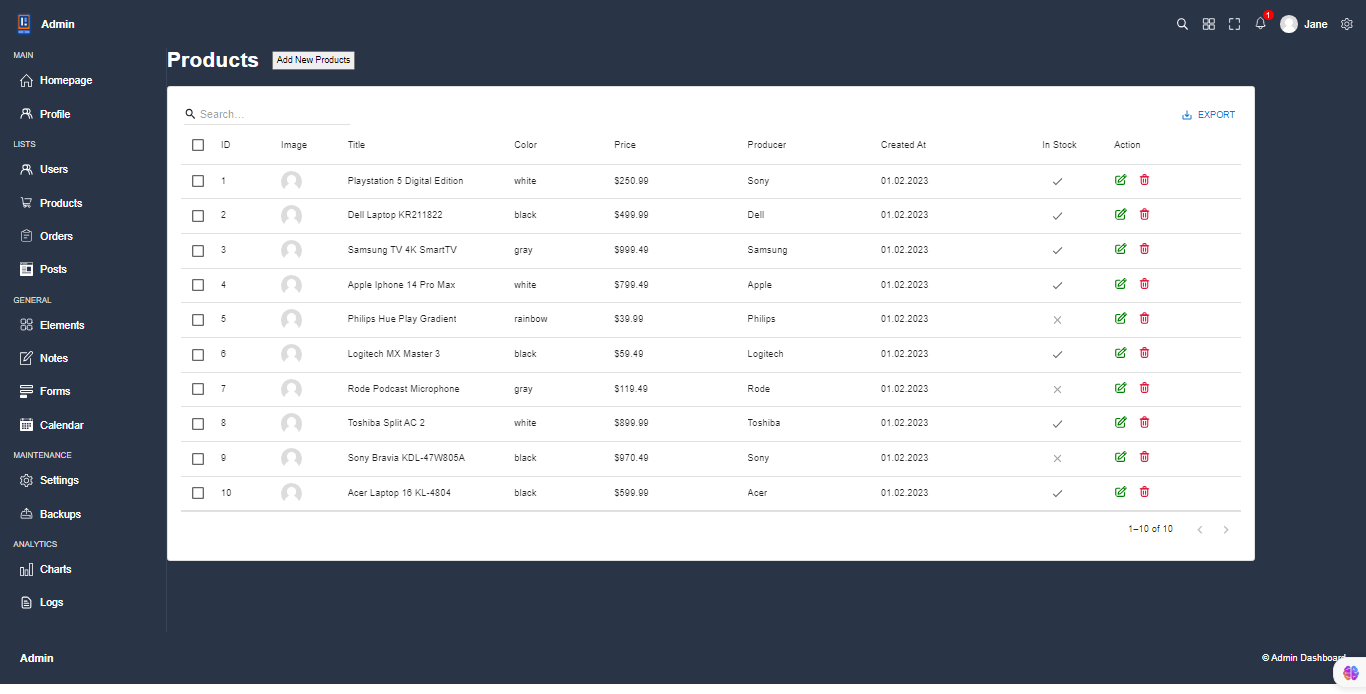 Admin
1
Jane
MAIN
Homepage
Profile
LISTS
Users
Products
Orders
Posts
GENERAL
Elements
Notes
Forms
Calendar
MAINTENANCE
Settings
Backups
ANALYTICS
Charts
Logs
Products Add New Products
Search…
EXPORT
ID Image Title Color Price Producer Created At In Stock Action
1 Playstation 5 Digital Edition white $250.99 Sony 01.02.2023
2 Dell Laptop KR211822 black $499.99 Dell 01.02.2023
3 Samsung TV 4K SmartTV gray $999.49 Samsung 01.02.2023
4 Apple Iphone 14 Pro Max white $799.49 Apple 01.02.2023
5 Philips Hue Play Gradient rainbow $39.99 Philips 01.02.2023
6 Logitech MX Master 3 black $59.49 Logitech 01.02.2023
7 Rode Podcast Microphone gray $119.49 Rode 01.02.2023
8 Toshiba Split AC 2 white $899.99 Toshiba 01.02.2023
9 Sony Bravia KDL-47W805A black $970.49 Sony 01.02.2023
10 Acer Laptop 16 KL-4804 black $599.99 Acer 01.02.2023
1–10 of 10
Admin
© Admin Dashboard